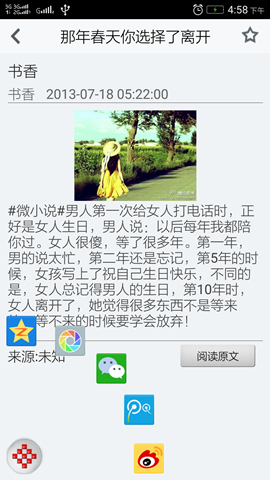 3G 3G
2G 2G
4:58 下午
那年春天你选择了离开
书香
书香 2013-07-18 05:22:00
#微小说#男人第一次给女人打电话时，正
好是女人生日，男人说：以后每年我都陪
你过。女人很傻，等了很多年。第一年，
男的说太忙，第二年还是忘记，第5年的时
候，女孩写上了祝自己生日快乐，不同的
是，女人总记得男人的生日，第10年时，
女人离开了，她觉得很多东西不是等来
等不来的时候要学会放弃！
来源:未知
阅读原文